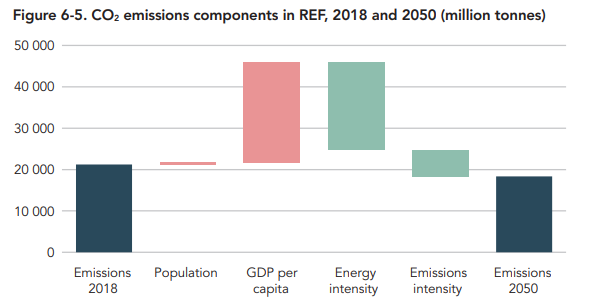 Figure 6-5. CO₂ emissions components in REF, 2018 and 2050 (million tonnes)
50 000
40 000
30 000
20 000
10 000
0
Emissions 2018
Population
GDP per capita
Energy intensity
Emissions intensity
Emissions 2050